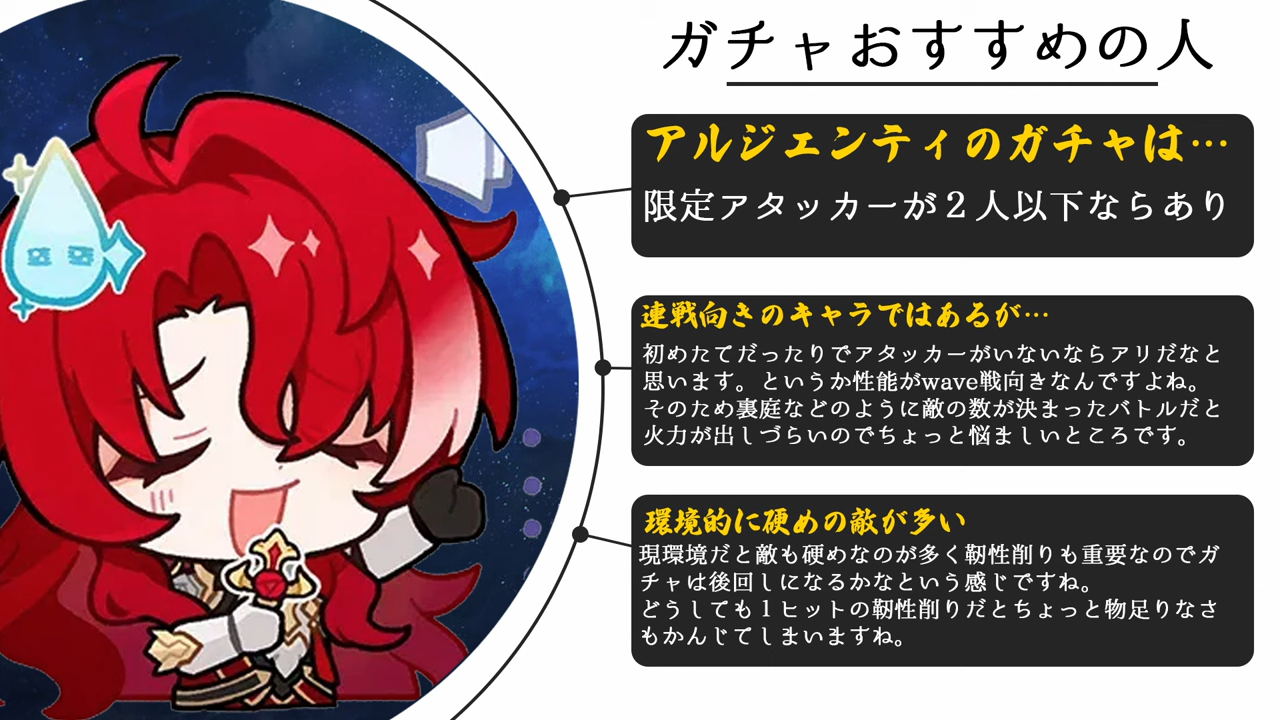 ガチャおすすめの人
アルジェンティのガチャは…
限定アタッカーが２人以下ならあり
連戦向きのキャラではあるが…
初めたてだったりでアタッカーがいないならアリだなと
思います。というか性能がwave戦向きなんですよね。
そのため裏庭などのように敵の数が決まったバトルだと
火力が出しづらいのでちょっと悩ましいところです。
環境的に硬めの敵が多い
現環境だと敵も硬めなのが多く靭性削りも重要なのでガ
チャは後回しになるかなという感じですね。
どうしても１ヒットの靭性削りだとちょっと物足りなさ
もかんじてしまいますね。